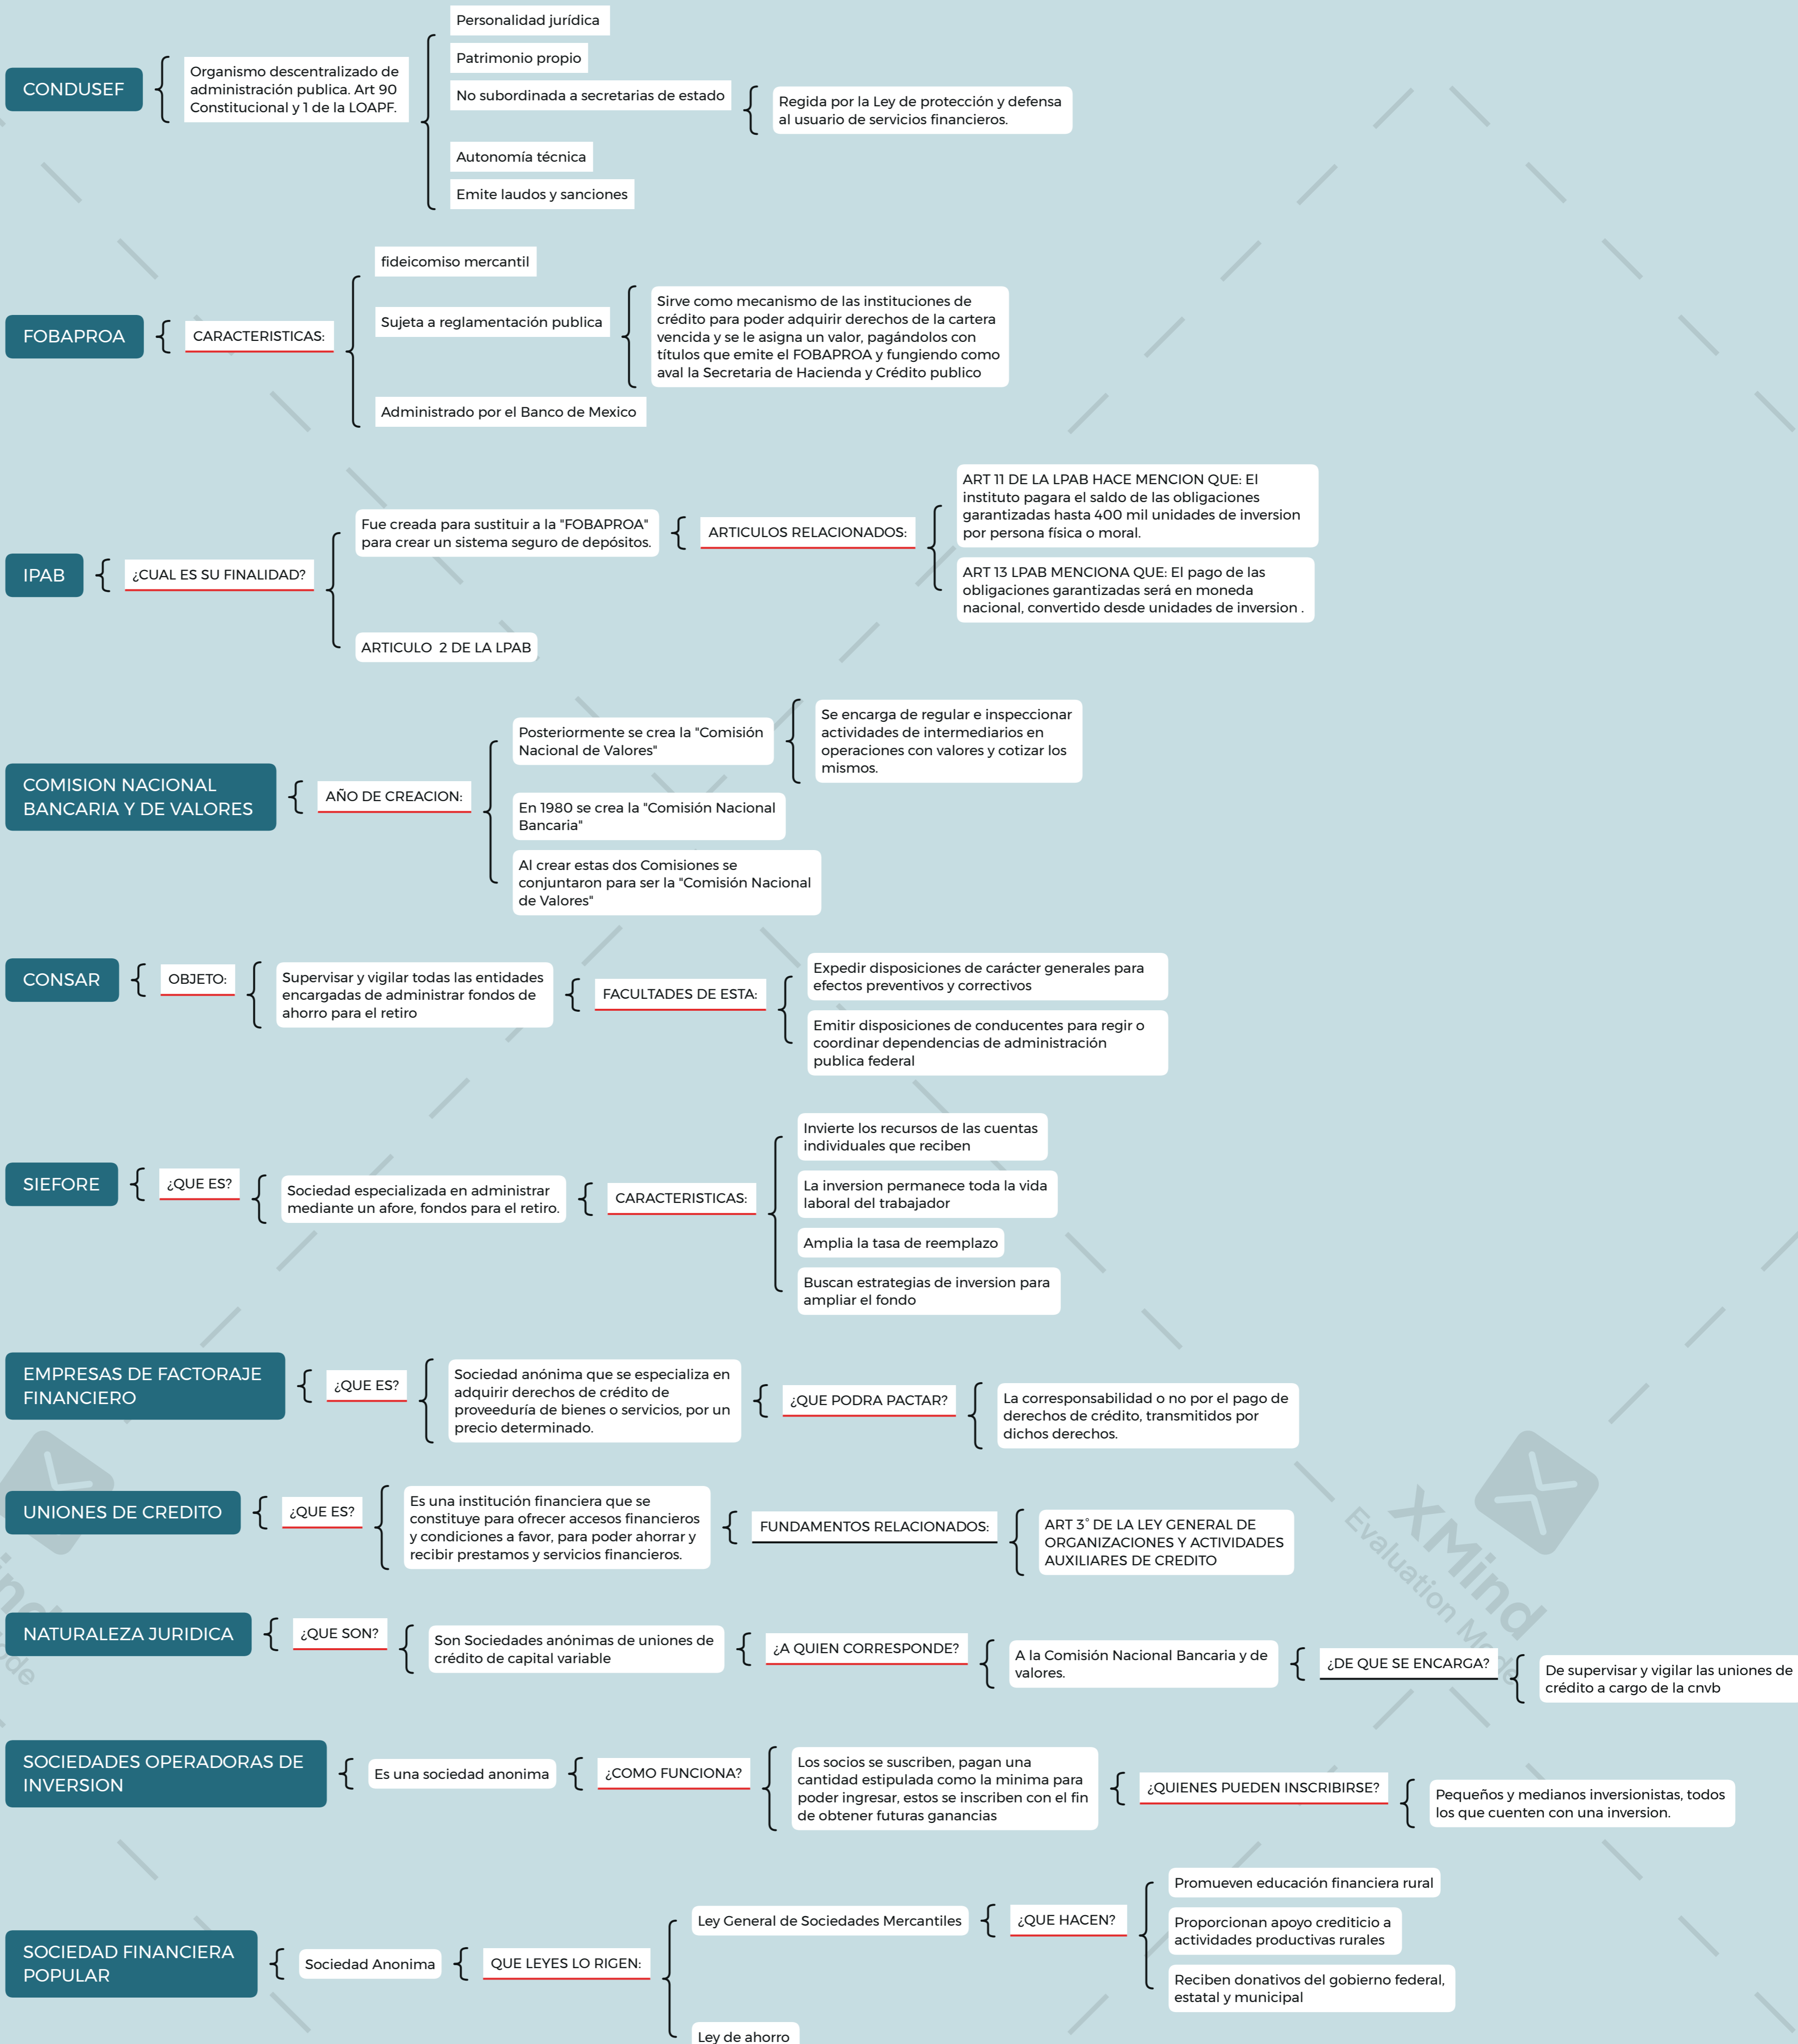 CONDUSEF
Organismo descentralizado de
administración publica. Art 90
Constitucional y 1 de la LOAPF.
Personalidad jurídica
Patrimonio propio
No subordinada a secretarias de estado
Regida por la Ley de protección y defensa
al usuario de servicios financieros.
Autonomía técnica
Emite laudos y sanciones
FOBAPROA
CARACTERISTICAS:
fideicomiso mercantil
Sujeta a reglamentación publica
Sirve como mecanismo de las instituciones de
crédito para poder adquirir derechos de la cartera
vencida y se le asigna un valor, pagándolos con
títulos que emite el FOBAPROA y fungiendo como
aval la Secretaria de Hacienda y Crédito publico
Administrado por el Banco de Mexico
IPAB
¿CUAL ES SU FINALIDAD?
Fue creada para sustituir a la "FOBAPROA"
para crear un sistema seguro de depósitos.
ARTICULOS RELACIONADOS:
ART 11 DE LA LPAB HACE MENCION QUE: El
instituto pagara el saldo de las obligaciones
garantizadas hasta 400 mil unidades de inversion
por persona física o moral.
ART 13 LPAB MENCIONA QUE: El pago de las
obligaciones garantizadas será en moneda
nacional, convertido desde unidades de inversion .
ARTICULO  2 DE LA LPAB
COMISION NACIONAL
BANCARIA Y DE VALORES
AÑO DE CREACION:
Posteriormente se crea la "Comisión
Nacional de Valores"
Se encarga de regular e inspeccionar
actividades de intermediarios en
operaciones con valores y cotizar los
mismos.
En 1980 se crea la "Comisión Nacional
Bancaria"
Al crear estas dos Comisiones se
conjuntaron para ser la "Comisión Nacional
de Valores"
CONSAR
OBJETO:
Supervisar y vigilar todas las entidades
encargadas de administrar fondos de
ahorro para el retiro
FACULTADES DE ESTA:
Expedir disposiciones de carácter generales para
efectos preventivos y correctivos
Emitir disposiciones de conducentes para regir o
coordinar dependencias de administración
publica federal
SIEFORE
¿QUE ES?
Sociedad especializada en administrar
mediante un afore, fondos para el retiro.
CARACTERISTICAS:
Invierte los recursos de las cuentas
individuales que reciben
La inversion permanece toda la vida
laboral del trabajador
Amplia la tasa de reemplazo
Buscan estrategias de inversion para
ampliar el fondo
EMPRESAS DE FACTORAJE
FINANCIERO
¿QUE ES?
Sociedad anónima que se especializa en
adquirir derechos de crédito de
proveeduría de bienes o servicios, por un
precio determinado.
¿QUE PODRA PACTAR?
La corresponsabilidad o no por el pago de
derechos de crédito, transmitidos por
dichos derechos.
UNIONES DE CREDITO
¿QUE ES?
Es una institución financiera que se
constituye para ofrecer accesos financieros
y condiciones a favor, para poder ahorrar y
recibir prestamos y servicios financieros.
FUNDAMENTOS RELACIONADOS:
ART 3° DE LA LEY GENERAL DE
ORGANIZACIONES Y ACTIVIDADES
AUXILIARES DE CREDITO
XMind
Evaluation Mode
NATURALEZA JURIDICA
¿QUE SON?
Son Sociedades anónimas de uniones de
crédito de capital variable
¿A QUIEN CORRESPONDE?
A la Comisión Nacional Bancaria y de
valores.
¿DE QUE SE ENCARGA?
De supervisar y vigilar las uniones de
crédito a cargo de la cnvb
SOCIEDADES OPERADORAS DE
INVERSION
Es una sociedad anonima
¿COMO FUNCIONA?
Los socios se suscriben, pagan una
cantidad estipulada como la minima para
poder ingresar, estos se inscriben con el fin
de obtener futuras ganancias
¿QUIENES PUEDEN INSCRIBIRSE?
Pequeños y medianos inversionistas, todos
los que cuenten con una inversion.
SOCIEDAD FINANCIERA
POPULAR
Sociedad Anonima
QUE LEYES LO RIGEN:
Ley General de Sociedades Mercantiles
¿QUE HACEN?
Promueven educación financiera rural
Proporcionan apoyo crediticio a
actividades productivas rurales
Reciben donativos del gobierno federal,
estatal y municipal
Ley de ahorro